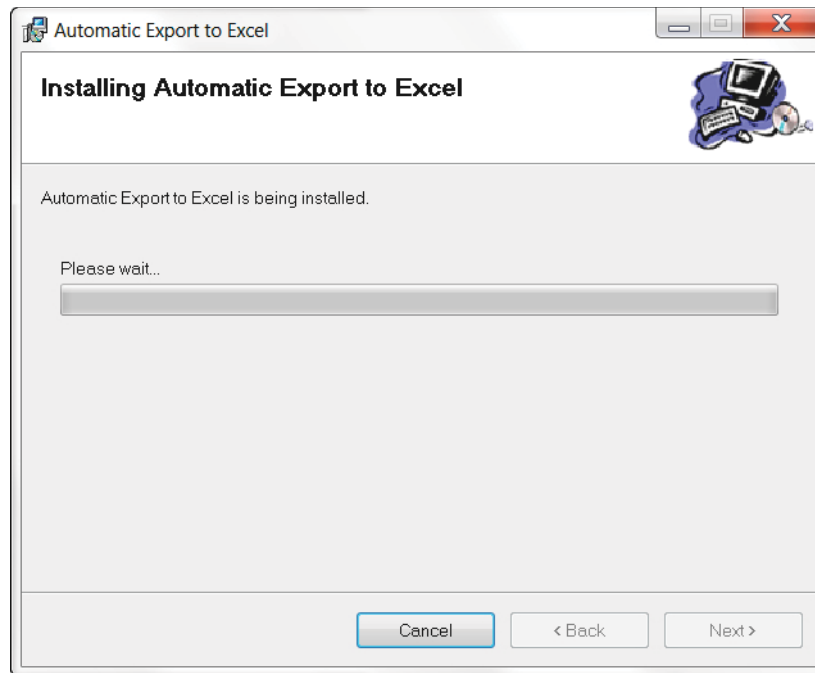 Automatic Export to Excel
Installing Automatic Export to Excel
Automatic Export to Excel is being installed.
Please wait...
Cancel
< Back
Next >